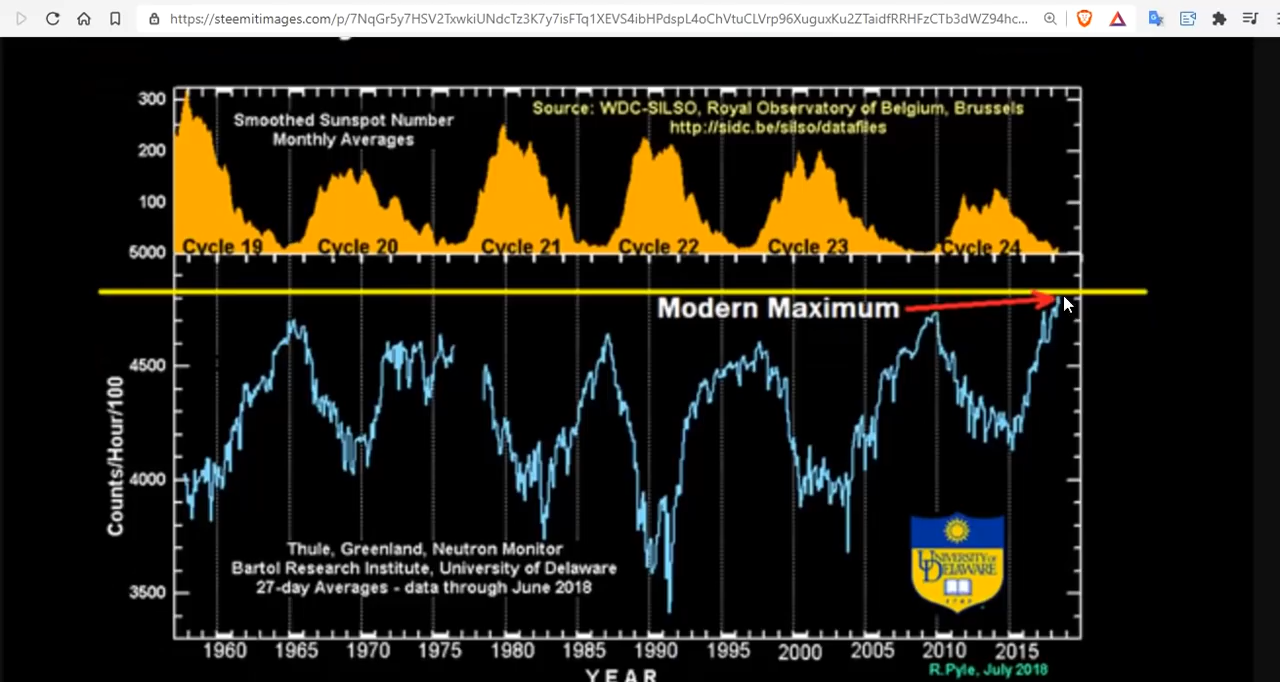 https://steemitimages.com/p/7NqGr5y7HSV2TxwkiUNdcTz3K7y7isFTq1XEVS4ibHPdspL4oChVtuCLVrp96XuguxKu2ZTaidfRRHFzCTb3dWZ94hc...
300
Smoothed Sunspot Number
Monthly Averages
Source: WDC-SILSO, Royal Observatory of Belgium, Brussels
http://sidc.be/silso/datafiles
200
100
Cycle 19
Cycle 20
Cycle 21
Cycle 22
Cycle 23
Cycle 24
5000
Modern Maximum
4500
4000
3500
Counts/Hour/100
Thule, Greenland, Neutron Monitor
Bartol Research Institute, University of Delaware
27-day Averages - data through June 2018
UNIVERSITY OF
DELAWARE
1743
1960 1965 1970 1975 1980 1985 1990 1995 2000 2005 2010 2015
YEAR
R.Pyle, July 2018